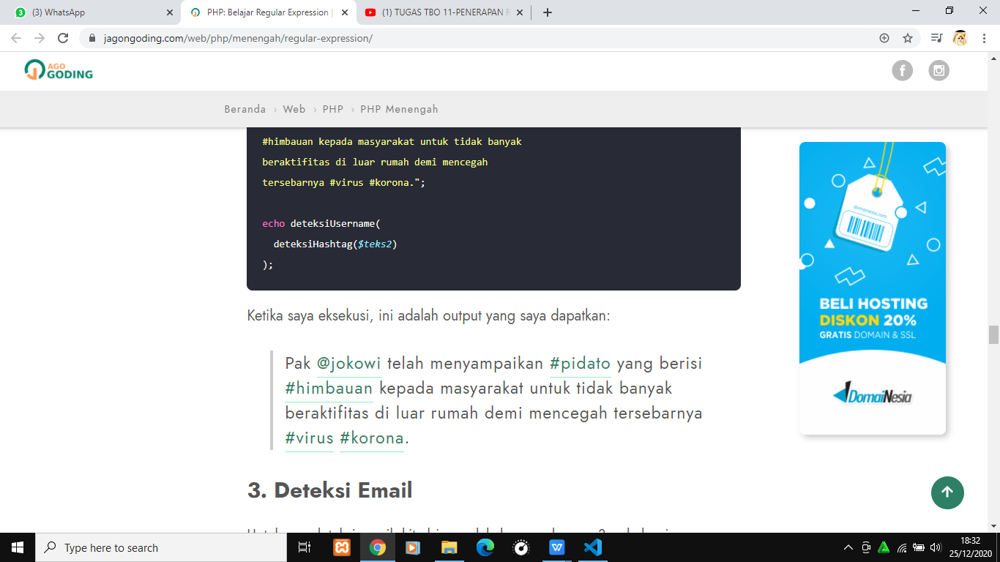 (3) WhatsApp
PHP: Belajar Regular Expression |
(1) TUGAS TBO 11-PENERAPAN R
jagongoding.com/web/php/menengah/regular-expression/
AGO
GODING
Beranda › Web › PHP › PHP Menengah
#himbauan kepada masyarakat untuk tidak banyak
beraktifitas di luar rumah demi mencegah
tersebarnya #virus #korona.";
echo deteksiUsername(
deteksiHashtag($teks2)
);
Ketika saya eksekusi, ini adalah output yang saya dapatkan:
Pak @jokowi telah menyampaikan #pidato yang berisi
#himbauan kepada masyarakat untuk tidak banyak
beraktifitas di luar rumah demi mencegah tersebarnya
#virus #korona.
3. Deteksi Email
domainesia.com
BELI HOSTING
DISKON 20%
GRATIS DOMAIN & SSL
DomaiNesia
Type here to search
18:32
25/12/2020